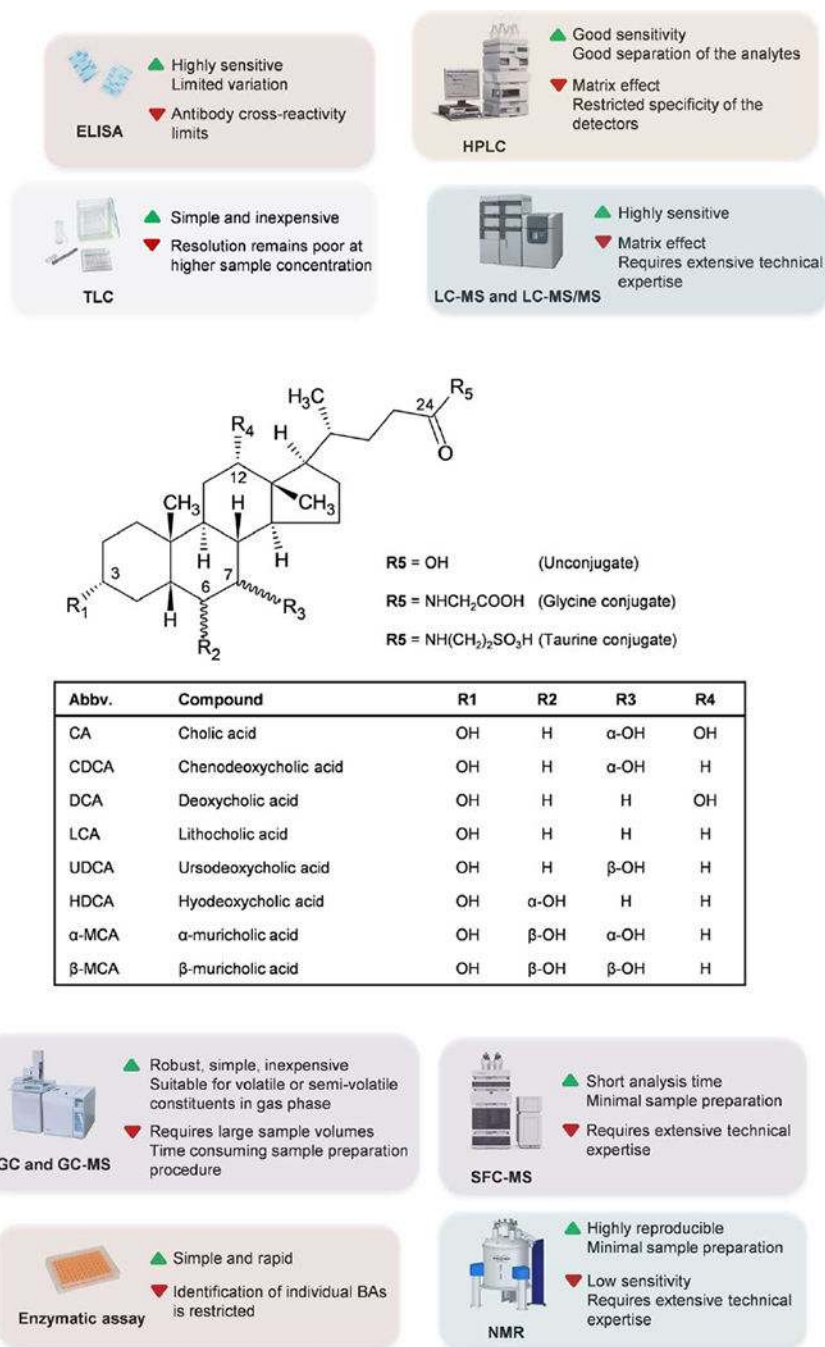 Highly sensitive
Limited variation
Antibody cross-reactivity
limits
ELISA
Good sensitivity
Good separation of the analytes
Matrix effect
Restricted specificity of the
detectors
HPLC
Simple and inexpensive
Resolution remains poor at
higher sample concentration
TLC
Highly sensitive
Matrix effect
Requires extensive technical
expertise
LC-MS and LC-MS/MS
R5
24
H3C
R4
H
O
12
CH3
H
CH3
H
H
3
7
6
R1
H
R3
R2
R5 = OH (Unconjugate)
R5 = NHCH2COOH (Glycine conjugate)
R5 = NH(CH2)2SO3H (Taurine conjugate)
Abbv. Compound R1 R2 R3 R4
CA Cholic acid OH H α-OH OH
CDCA Chenodeoxycholic acid OH H α-OH H
DCA Deoxycholic acid OH H H OH
LCA Lithocholic acid OH H H H
UDCA Ursodeoxycholic acid OH H β-OH H
HDCA Hyodeoxycholic acid OH α-OH H H
α-MCA α-muricholic acid OH β-OH α-OH H
β-MCA β-muricholic acid OH β-OH β-OH H
Robust, simple, inexpensive
Suitable for volatile or semi-volatile
constituents in gas phase
Requires large sample volumes
Time consuming sample preparation
procedure
GC and GC-MS
Short analysis time
Minimal sample preparation
Requires extensive technical
expertise
SFC-MS
Simple and rapid
Identification of individual BAs
is restricted
Enzymatic assay
Highly reproducible
Minimal sample preparation
Low sensitivity
Requires extensive technical
expertise
NMR